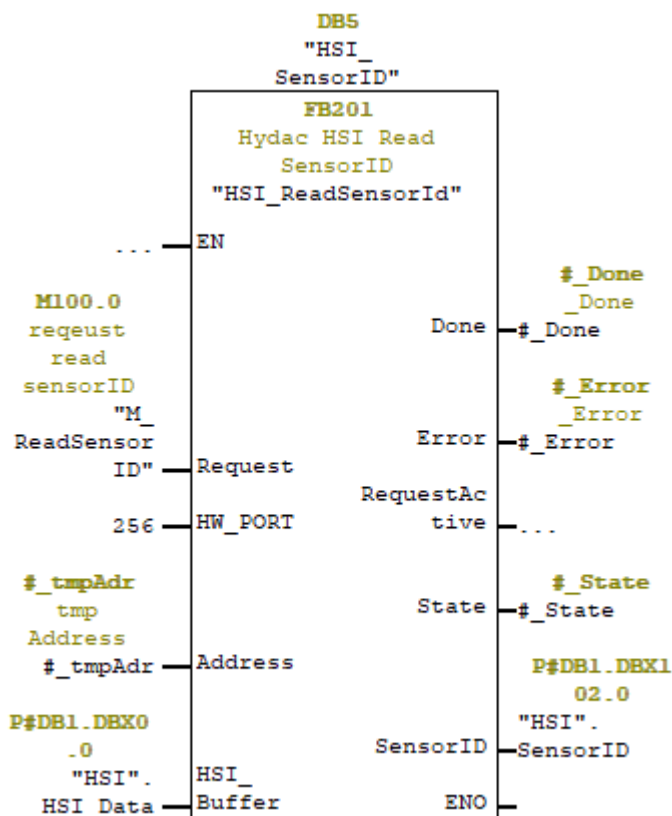 DB5
"HSI_
SensorID"
FB201
Hydac HSI Read
SensorID
"HSI_ReadSensorId"
... EN
M100.0
reqeust
read
sensorID
"M_
ReadSensor
ID" Request
256 HW_PORT
#_tmpAdr
tmp
Address
#_tmpAdr Address
P#DB1.DBX0
.0
"HSI".
HSI_Data
HSI_
Buffer
#_Done
_Done
Done #_Done
#_Error
_Error
Error #_Error
RequestAc
tive ...
#_State
State #_State
P#DB1.DBX1
02.0
"HSI".
SensorID SensorID
ENO